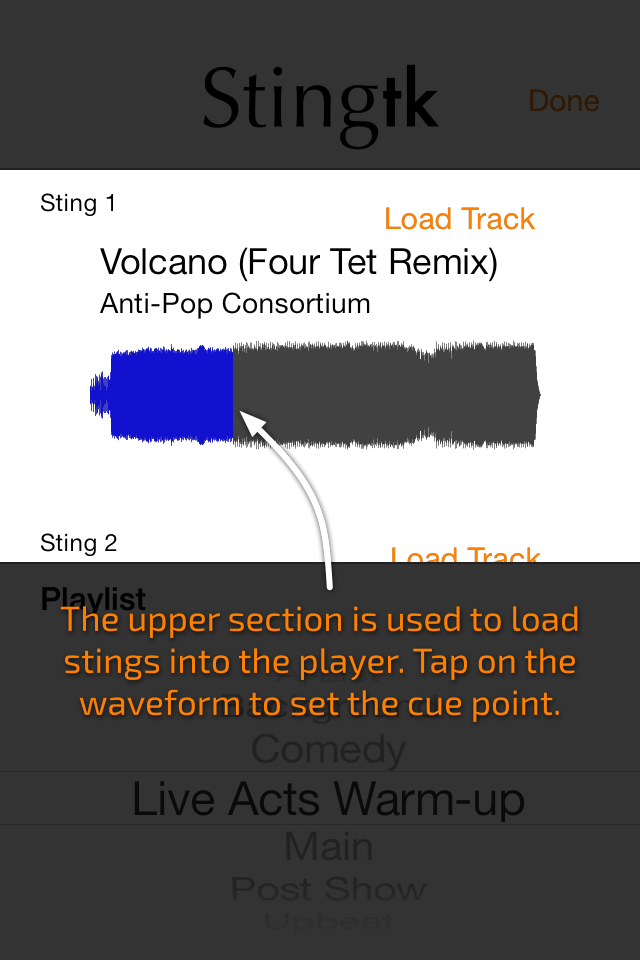 Stingtk
Done
Sting 1
Load Track
Volcano (Four Tet Remix)
Anti-Pop Consortium
Sting 2
Load Track
Playlist
The upper section is used to load
stings into the player. Tap on the
waveform to set the cue point.
Comedy
Live Acts Warm-up
Main
Post Show
Upbeat